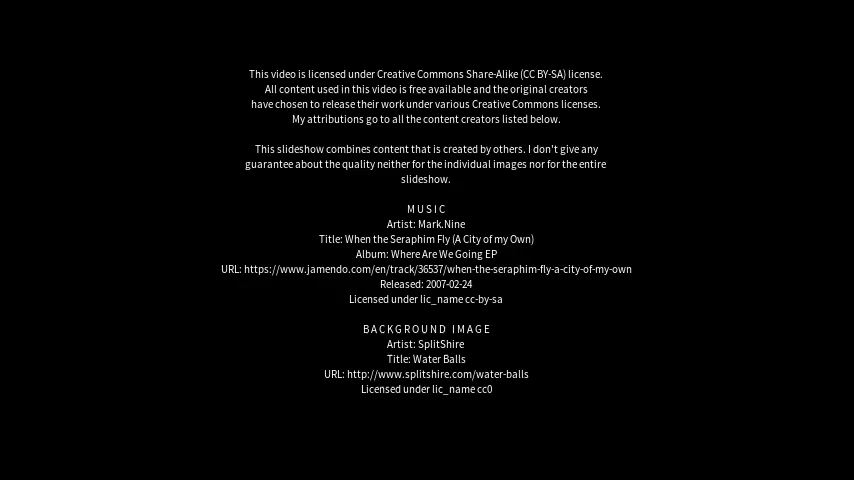 This video is licensed under Creative Commons Share-Alike (CC BY-SA) license.
All content used in this video is free available and the original creators
have chosen to release their work under various Creative Commons licenses.
My attributions go to all the content creators listed below.
This slideshow combines content that is created by others. I don't give any
guarantee about the quality neither for the individual images nor for the entire
slideshow.
MUSIC
Artist: Mark.Nine
Title: When the Seraphim Fly (A City of my Own)
Album: Where Are We Going EP
URL: https://www.jamendo.com/en/track/36537/when-the-seraphim-fly-a-city-of-my-own
Released: 2007-02-24
Licensed under lic_name cc-by-sa
BACKGROUND IMAGE
Artist: SplitShire
Title: Water Balls
URL: http://www.splitshire.com/water-balls
Licensed under lic_name cc0